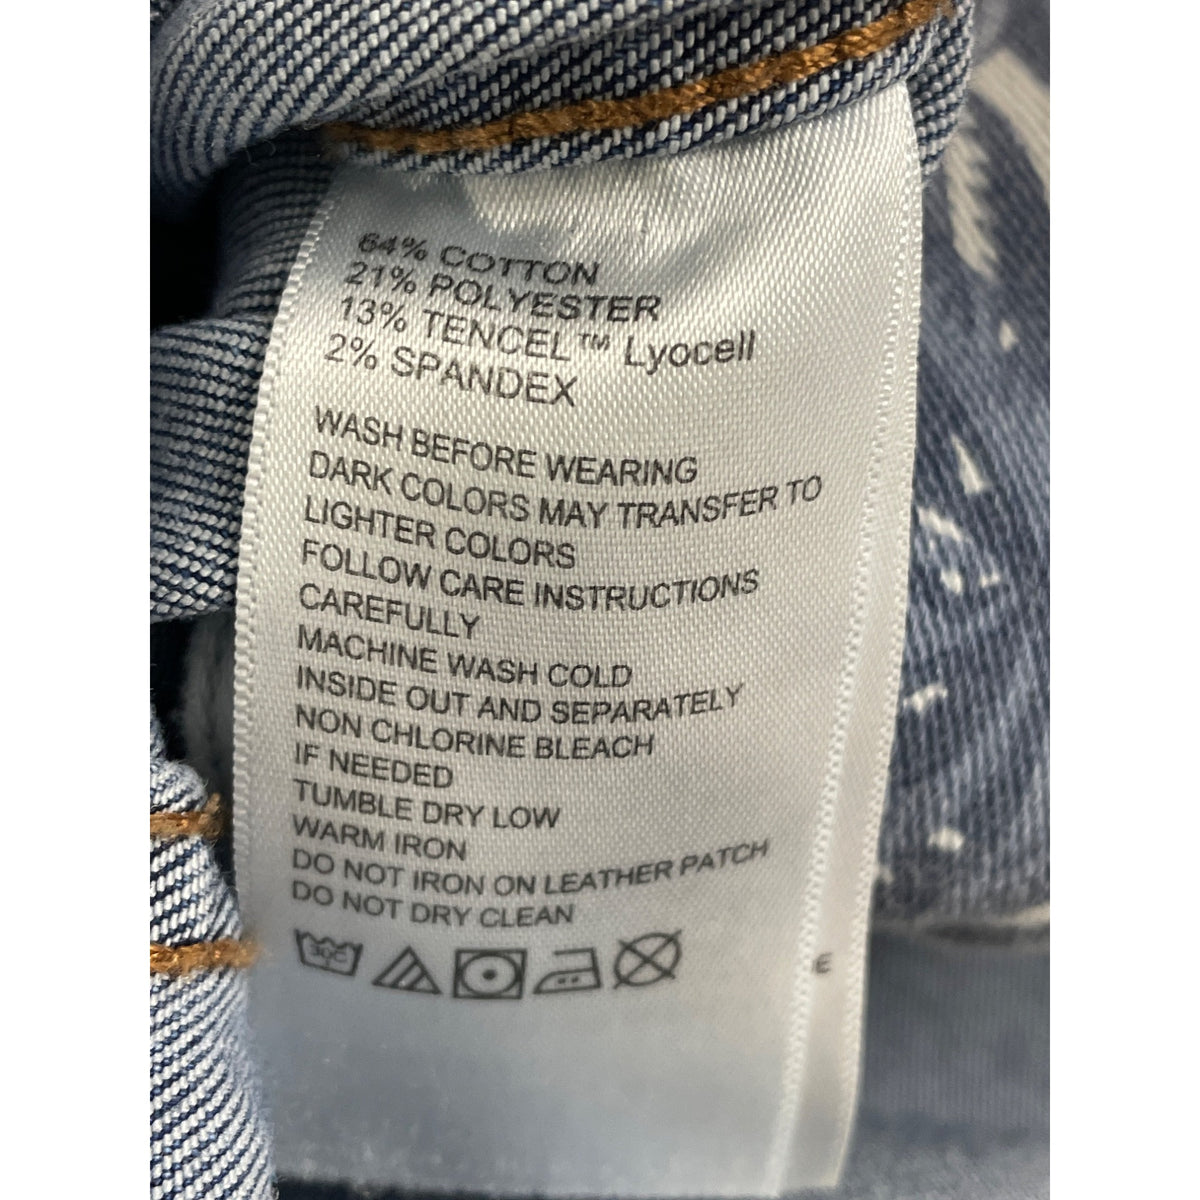 64% COTTON
21% POLYESTER
13% TENCEL™ Lyocell
2% SPANDEX
WASH BEFORE WEARING
DARK COLORS MAY TRANSFER TO
LIGHTER COLORS
FOLLOW CARE INSTRUCTIONS
CAREFULLY
MACHINE WASH COLD
INSIDE OUT AND SEPARATELY
NON CHLORINE BLEACH
IF NEEDED
TUMBLE DRY LOW
WARM IRON
DO NOT IRON ON LEATHER PATCH
DO NOT DRY CLEAN
30°C
E